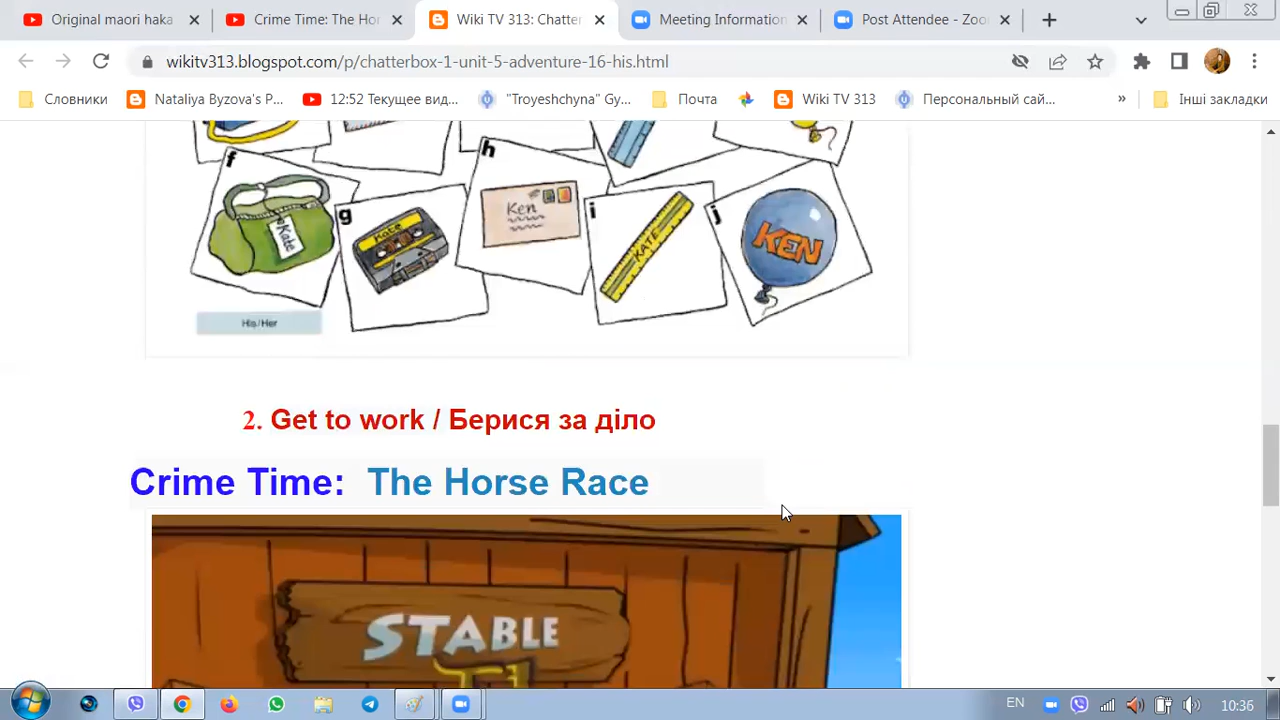 Original maori haka
Crime Time: The Hor
Wiki TV 313: Chatte
Meeting Information
Post Attendee - Zoo
wikitv313.blogspot.com/p/chatterbox-1-unit-5-adventure-16-his.html
Словники
Nataliya Byzova's P...
12:52 Текущее вид...
"Troyeshchyna" Gy...
Почта
Wiki TV 313
Персональный сай...
»
Інші закладки
f
Kate
g
Kate
h
Ken
i
KATE
j
KEN
His/Her
2. Get to work / Берися за діло
Crime Time: The Horse Race
STABLE
EN
10:36